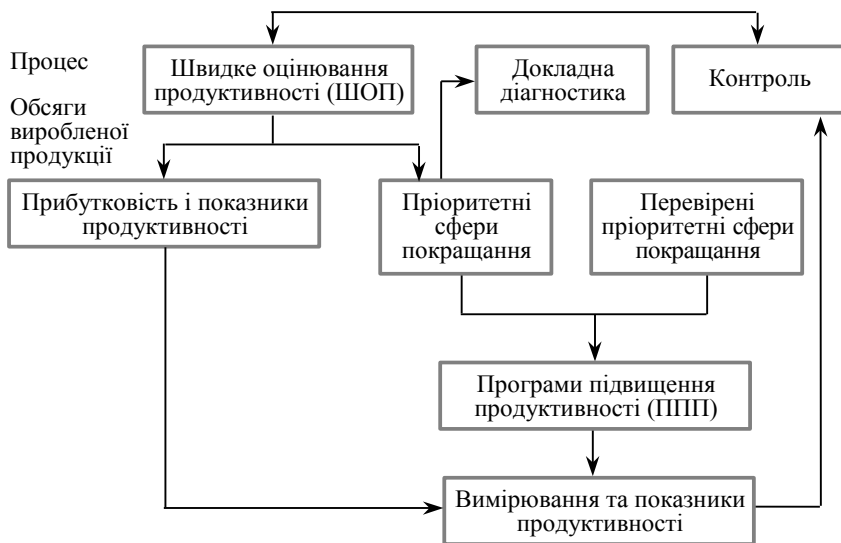 Процес
Швидке оцінювання
продуктивності (ШОП)
Докладна
діагностика
Контроль
Обсяги
виробленої
продукції
Прибутковість і показники
продуктивності
Пріоритетні
сфери
покращання
Перевірені
пріоритетні сфери
покращання
Програми підвищення
продуктивності (ППП)
Вимірювання та показники
продуктивності